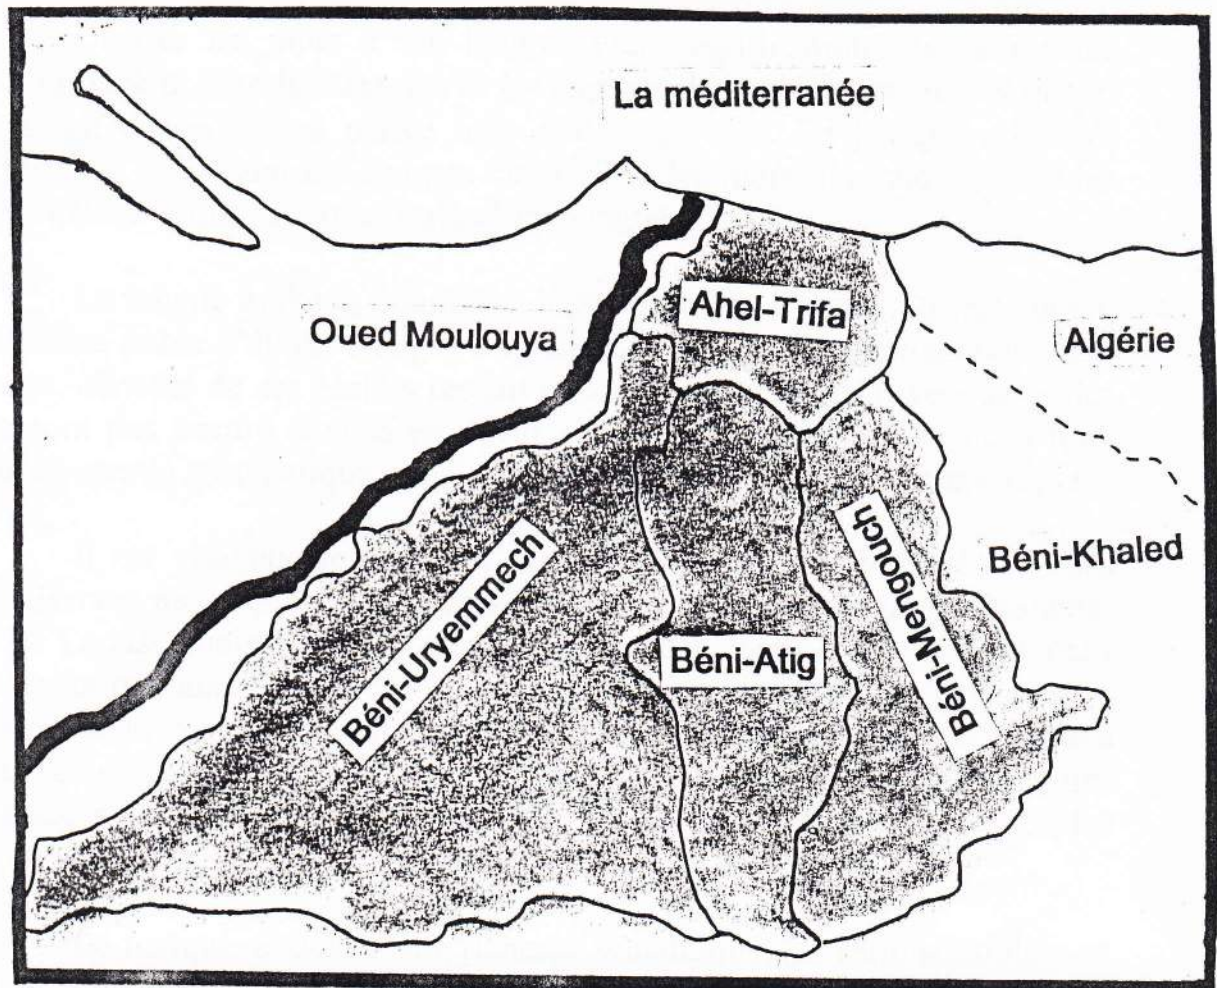 La méditerranée
Ahel-Trifa
Oued Moulouya
Algérie
Béni-Khaled
Béni-Uryemmech
Béni-Atig
Béni-Mengouch